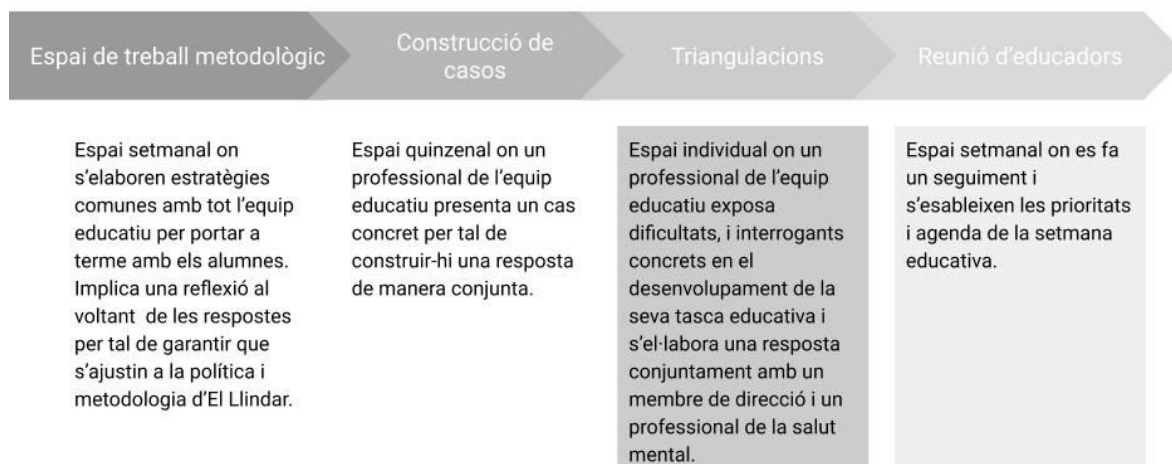 Espai de treball metodològic
Construcció de
casos
Triangulacions
Reunió d'educadors
Espai setmanal on
s'elaboren estratègies
comunes amb tot l'equip
educatiu per portar a
terme amb els alumnes.
Implica una reflexió al
voltant de les respostes
per tal de garantir que
s'ajustin a la política i
metodologia d'El Llindar.
Espai quinzenal on un
professional de l'equip
educatiu presenta un cas
concret per tal de
construir-hi una resposta
de manera conjunta.
Espai individual on un
professional de l'equip
educatiu exposa
dificultats, i interrogants
concrets en el
desenvolupament de la
seva tasca educativa i
s'el·labora una resposta
conjuntament amb un
membre de direcció i un
professional de la salut
mental.
Espai setmanal on es fa
un seguiment i
s'esableixen les prioritats
i agenda de la setmana
educativa.